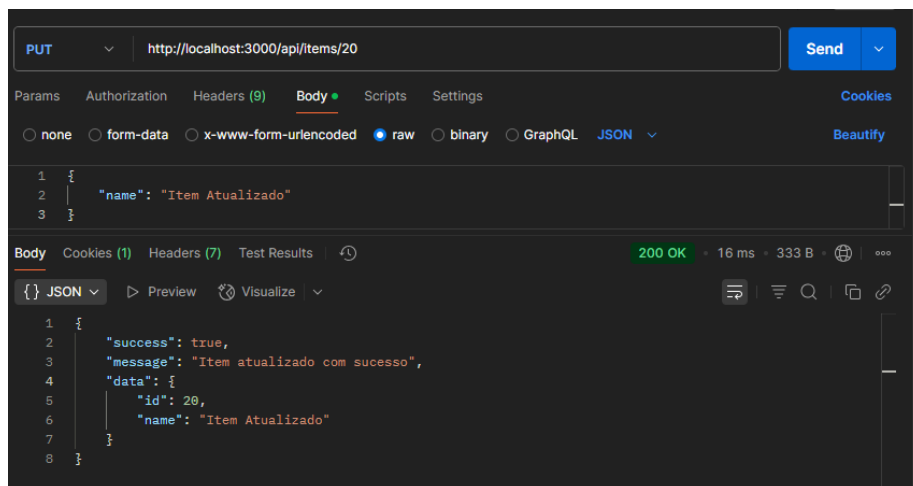 PUT http://localhost:3000/api/items/20 Send
Params Authorization Headers (9) Body Scripts Settings Cookies
none form-data x-www-form-urlencoded raw binary GraphQL JSON Beautify
1 {
2 "name": "Item Atualizado"
3 }
Body Cookies (1) Headers (7) Test Results 200 OK • 16 ms • 333 B •
{} JSON Preview Visualize
1 {
2 "success": true,
3 "message": "Item atualizado com sucesso",
4 "data": {
5 "id": 20,
6 "name": "Item Atualizado"
7 }
8 }